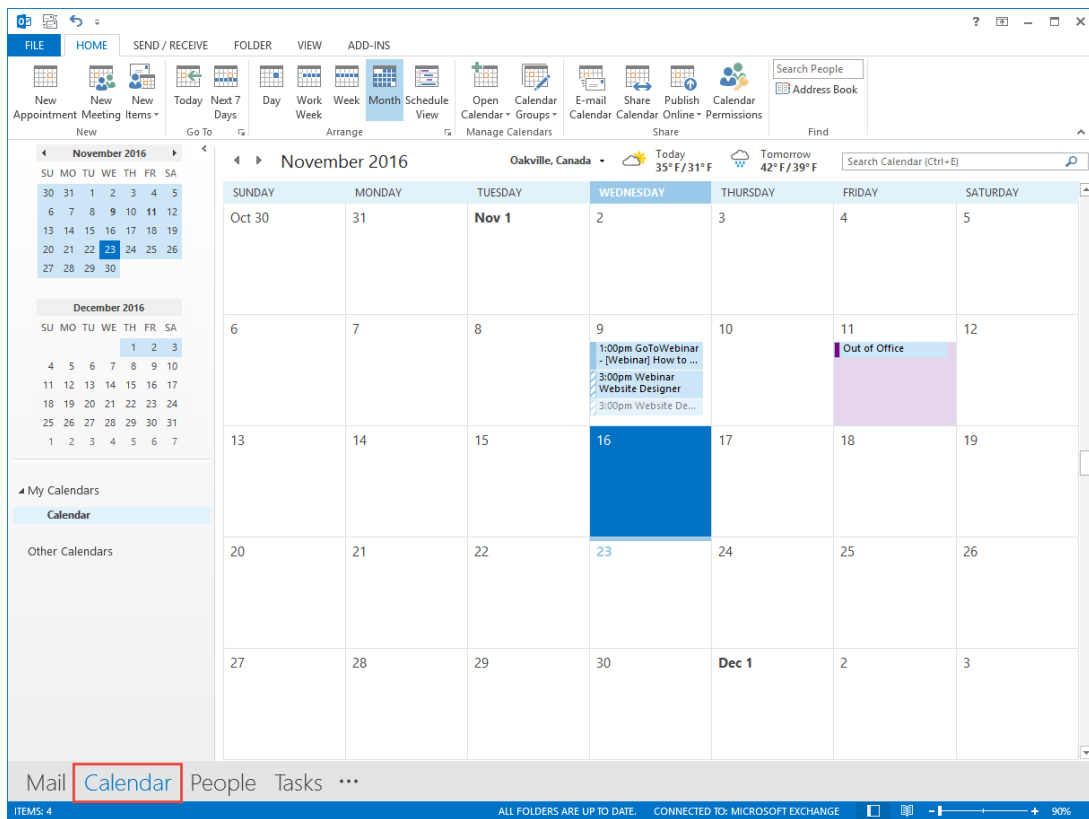 ?
FILE HOME SEND / RECEIVE FOLDER VIEW ADD-INS
New Appointment
New Meeting
New Items
New
Today
Next 7 Days
Go To
Day
Work Week
Week
Month
Schedule View
Arrange
Open Calendar
Calendar Groups
Manage Calendars
E-mail Calendar
Share Calendar
Publish Online
Calendar Permissions
Share
Search People
Address Book
Find
November 2016
SU MO TU WE TH FR SA
30 31 1 2 3 4 5
6 7 8 9 10 11 12
13 14 15 16 17 18 19
20 21 22 23 24 25 26
27 28 29 30
December 2016
SU MO TU WE TH FR SA
1 2 3
4 5 6 7 8 9 10
11 12 13 14 15 16 17
18 19 20 21 22 23 24
25 26 27 28 29 30 31
1 2 3 4 5 6 7
My Calendars
Calendar
Other Calendars
November 2016
Oakville, Canada
Today
35°F/31°F
Tomorrow
42°F/39°F
Search Calendar (Ctrl+E)
SUNDAY MONDAY TUESDAY WEDNESDAY THURSDAY FRIDAY SATURDAY
Oct 30 31 Nov 1 2 3 4 5
6 7 8 9 10 11 12
1:00pm GoToWebinar
- [Webinar] How to ...
3:00pm Webinar
Website Designer
3:00pm Website De...
Out of Office
13 14 15 16 17 18 19
20 21 22 23 24 25 26
27 28 29 30 Dec 1 2 3
Mail Calendar People Tasks •••
ITEMS: 4 ALL FOLDERS ARE UP TO DATE. CONNECTED TO: MICROSOFT EXCHANGE 90%